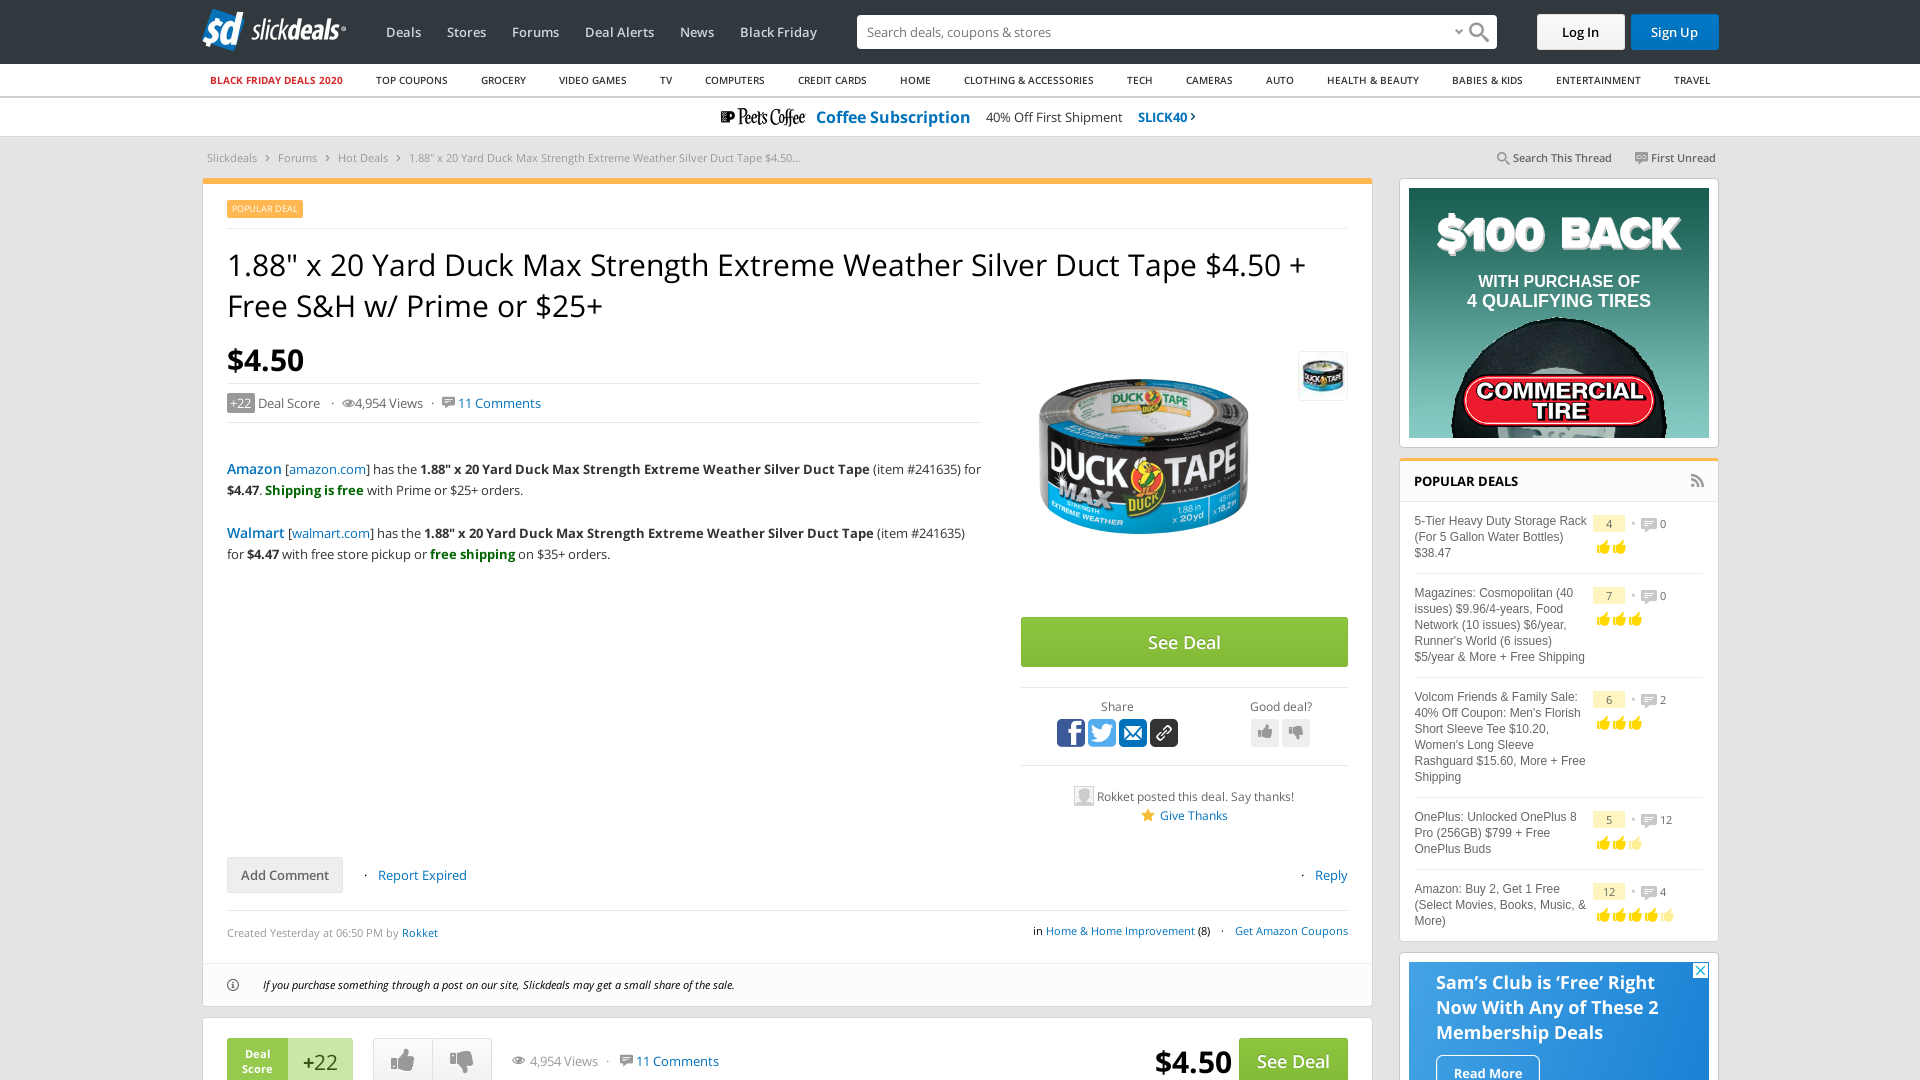 slickdeals
Deals
Stores
Forums
Deal Alerts
News
Black Friday
Search deals, coupons & stores
Log In
Sign Up
BLACK FRIDAY DEALS 2020
TOP COUPONS
GROCERY
VIDEO GAMES
TV
COMPUTERS
CREDIT CARDS
HOME
CLOTHING & ACCESSORIES
TECH
CAMERAS
AUTO
HEALTH & BEAUTY
BABIES & KIDS
ENTERTAINMENT
TRAVEL
Peet's Coffee Coffee Subscription 40% Off First Shipment SLICK40 ›
Slickdeals › Forums › Hot Deals › 1.88" x 20 Yard Duck Max Strength Extreme Weather Silver Duct Tape $4.50...
Search This Thread
First Unread
POPULAR DEAL
1.88" x 20 Yard Duck Max Strength Extreme Weather Silver Duct Tape $4.50 +
Free S&H w/ Prime or $25+
$4.50
+22 Deal Score · 4,954 Views · 11 Comments
Amazon [amazon.com] has the 1.88" x 20 Yard Duck Max Strength Extreme Weather Silver Duct Tape (item #241635) for
$4.47. Shipping is free with Prime or $25+ orders.
Walmart [walmart.com] has the 1.88" x 20 Yard Duck Max Strength Extreme Weather Silver Duct Tape (item #241635)
for $4.47 with free store pickup or free shipping on $35+ orders.
DUCK TAPE
EXTREME WEATHER
DUCK TAPE
BRAND DUCT TAPE
MAX
STRENGTH
EXTREME WEATHER
DUCK
1.88 in x 20yd
48 mm x 18.2m
DUCK TAPE
See Deal
Share
Good deal?
Rokket posted this deal. Say thanks!
Give Thanks
Add Comment
· Report Expired
· Reply
Created Yesterday at 06:50 PM by Rokket
in Home & Home Improvement (8) · Get Amazon Coupons
If you purchase something through a post on our site, Slickdeals may get a small share of the sale.
Deal
Score
+22
4,954 Views · 11 Comments
$4.50
See Deal
$100 BACK
WITH PURCHASE OF
4 QUALIFYING TIRES
COMMERCIAL
TIRE
POPULAR DEALS
5-Tier Heavy Duty Storage Rack
(For 5 Gallon Water Bottles)
$38.47
4 • 0
Magazines: Cosmopolitan (40
issues) $9.96/4-years, Food
Network (10 issues) $6/year,
Runner's World (6 issues)
$5/year & More + Free Shipping
7 • 0
Volcom Friends & Family Sale:
40% Off Coupon: Men's Florish
Short Sleeve Tee $10.20,
Women's Long Sleeve
Rashguard $15.60, More + Free
Shipping
6 • 2
OnePlus: Unlocked OnePlus 8
Pro (256GB) $799 + Free
OnePlus Buds
5 • 12
Amazon: Buy 2, Get 1 Free
(Select Movies, Books, Music, &
More)
12 • 4
Sam's Club is ‘Free’ Right
Now With Any of These 2
Membership Deals
Read More